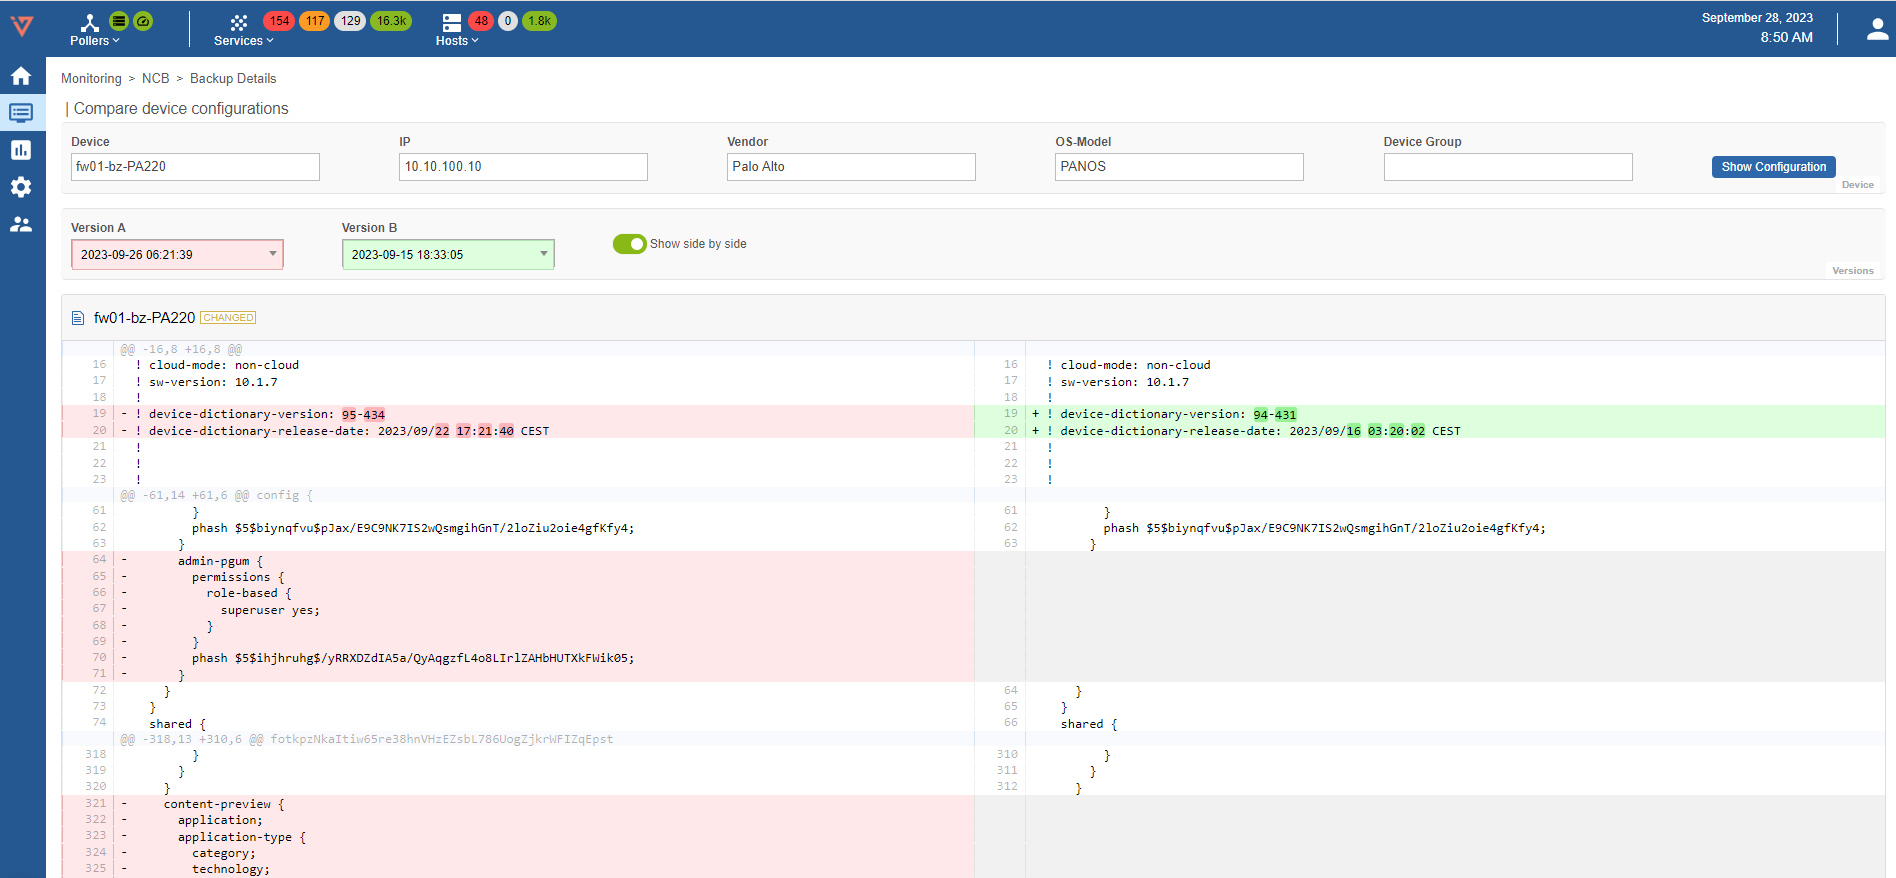 Pollers
Services 154 117 129 16.3k
Hosts 48 0 1.8k
September 28, 2023
8:50 AM
Monitoring > NCB > Backup Details
| Compare device configurations
Device IP Vendor OS-Model Device Group
fw01-bz-PA220 10.10.100.10 Palo Alto PANOS Show Configuration
Device
Version A Version B
2023-09-26 06:21:39 2023-09-15 18:33:05 Show side by side
Versions
fw01-bz-PA220 CHANGED
@@ -16,8 +16,8 @@
16 ! cloud-mode: non-cloud 16 ! cloud-mode: non-cloud
17 ! sw-version: 10.1.7 17 ! sw-version: 10.1.7
18 ! 18 !
19 - ! device-dictionary-version: 95-434 19 + ! device-dictionary-version: 94-431
20 - ! device-dictionary-release-date: 2023/09/22 17:21:40 CEST 20 + ! device-dictionary-release-date: 2023/09/16 03:20:02 CEST
21 ! 21 !
22 ! 22 !
23 ! 23 !
@@ -61,14 +61,6 @@ config {
61 } 61 }
62 phash $5$biynqfvu$pJax/E9C9NK7IS2wQsmgihGnT/2loZiu2oie4gfKfy4; 62 phash $5$biynqfvu$pJax/E9C9NK7IS2wQsmgihGnT/2loZiu2oie4gfKfy4;
63 } 63 }
64 - admin-pgum {
65 - permissions {
66 - role-based {
67 - superuser yes;
68 - }
69 - }
70 - phash $5$ihjhruhg$/yRRXDZdIA5a/QyAqgzfL4o8LIrlZAHbHUTXkFWik05;
71 - }
72 } 64 }
73 } 65 }
74 shared { 66 shared {
@@ -318,13 +310,6 @@ fotkpzNkaItiw65re38hnVHzEZsbL786UogZjkrWFIZqEpst
318 } 310 }
319 } 311 }
320 } 312 }
321 - content-preview {
322 - application;
323 - application-type {
324 - category;
325 - technology;